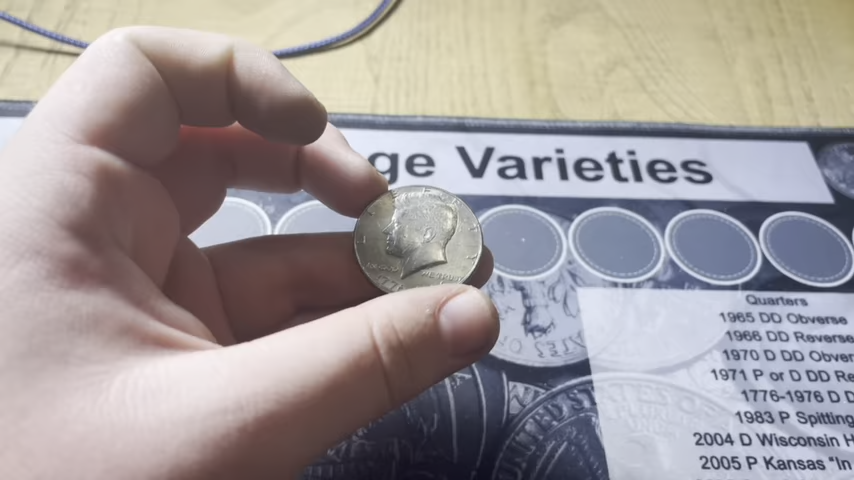 ge Varieties
Quarters
1965 DD Obverse
1966 DD Reverse
1970 D DD Obver
1971 P or D DD Re
1776-1976 D D
1983 P Spitting
2004 D Wisconsin H
2005 P Kansas "In